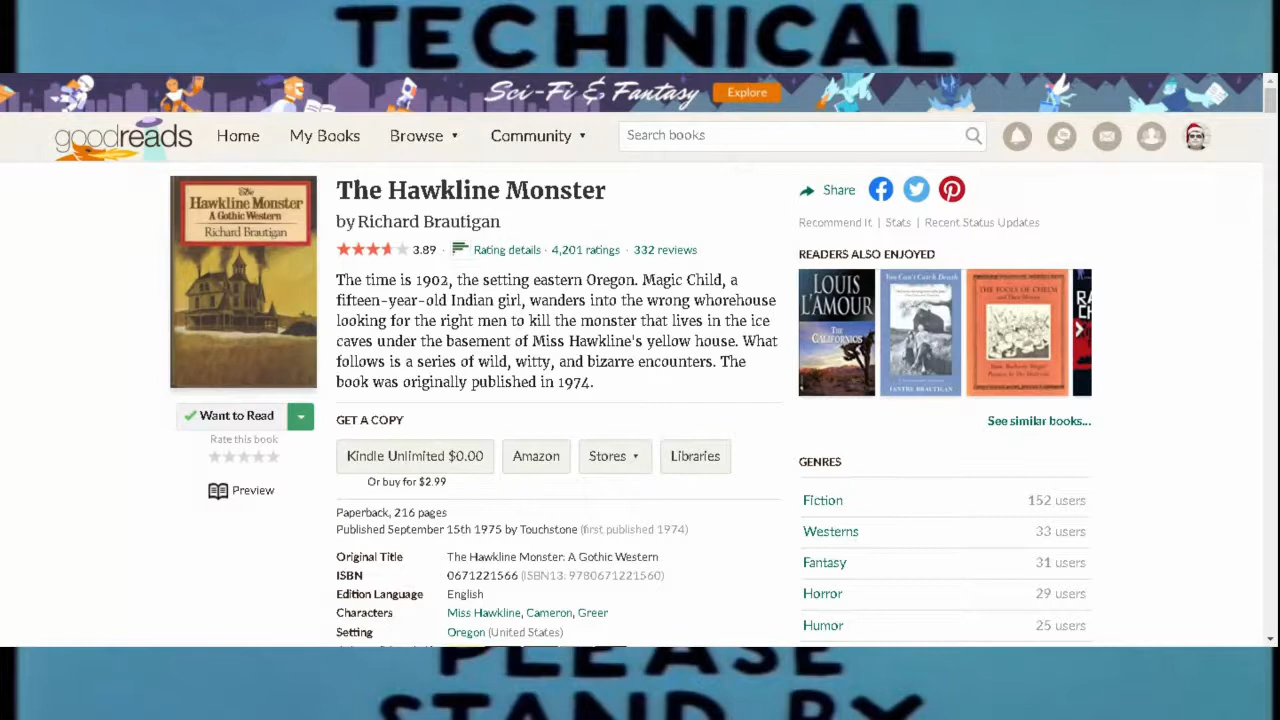 TECHNICAL
Sci-Fi & Fantasy Explore
goodreads Home My Books Browse ▾ Community ▾ Search books
The Hawkline Monster
A Gothic Western
Richard Brautigan
Want to Read
Rate this book
Preview
The Hawkline Monster
by Richard Brautigan
3.89 · Rating details · 4,201 ratings · 332 reviews
The time is 1902, the setting eastern Oregon. Magic Child, a
fifteen-year-old Indian girl, wanders into the wrong whorehouse
looking for the right men to kill the monster that lives in the ice
caves under the basement of Miss Hawkline's yellow house. What
follows is a series of wild, witty, and bizarre encounters. The
book was originally published in 1974.
GET A COPY
Kindle Unlimited $0.00 Amazon Stores ▾ Libraries
Or buy for $2.99
Paperback, 216 pages
Published September 15th 1975 by Touchstone (first published 1974)
Original Title The Hawkline Monster: A Gothic Western
ISBN 0671221566 (ISBN13: 9780671221560)
Edition Language English
Characters Miss Hawkline, Cameron, Greer
Setting Oregon (United States)
Share
Recommend It | Stats | Recent Status Updates
READERS ALSO ENJOYED
LOUIS
L'AMOUR
THE
CALIFORNIOS
You Can't Catch Death
IANTHE BRAUTIGAN
THE FOOLS OF CHELM
See similar books...
GENRES
Fiction 152 users
Westerns 33 users
Fantasy 31 users
Horror 29 users
Humor 25 users
PLEASE
STAND BY